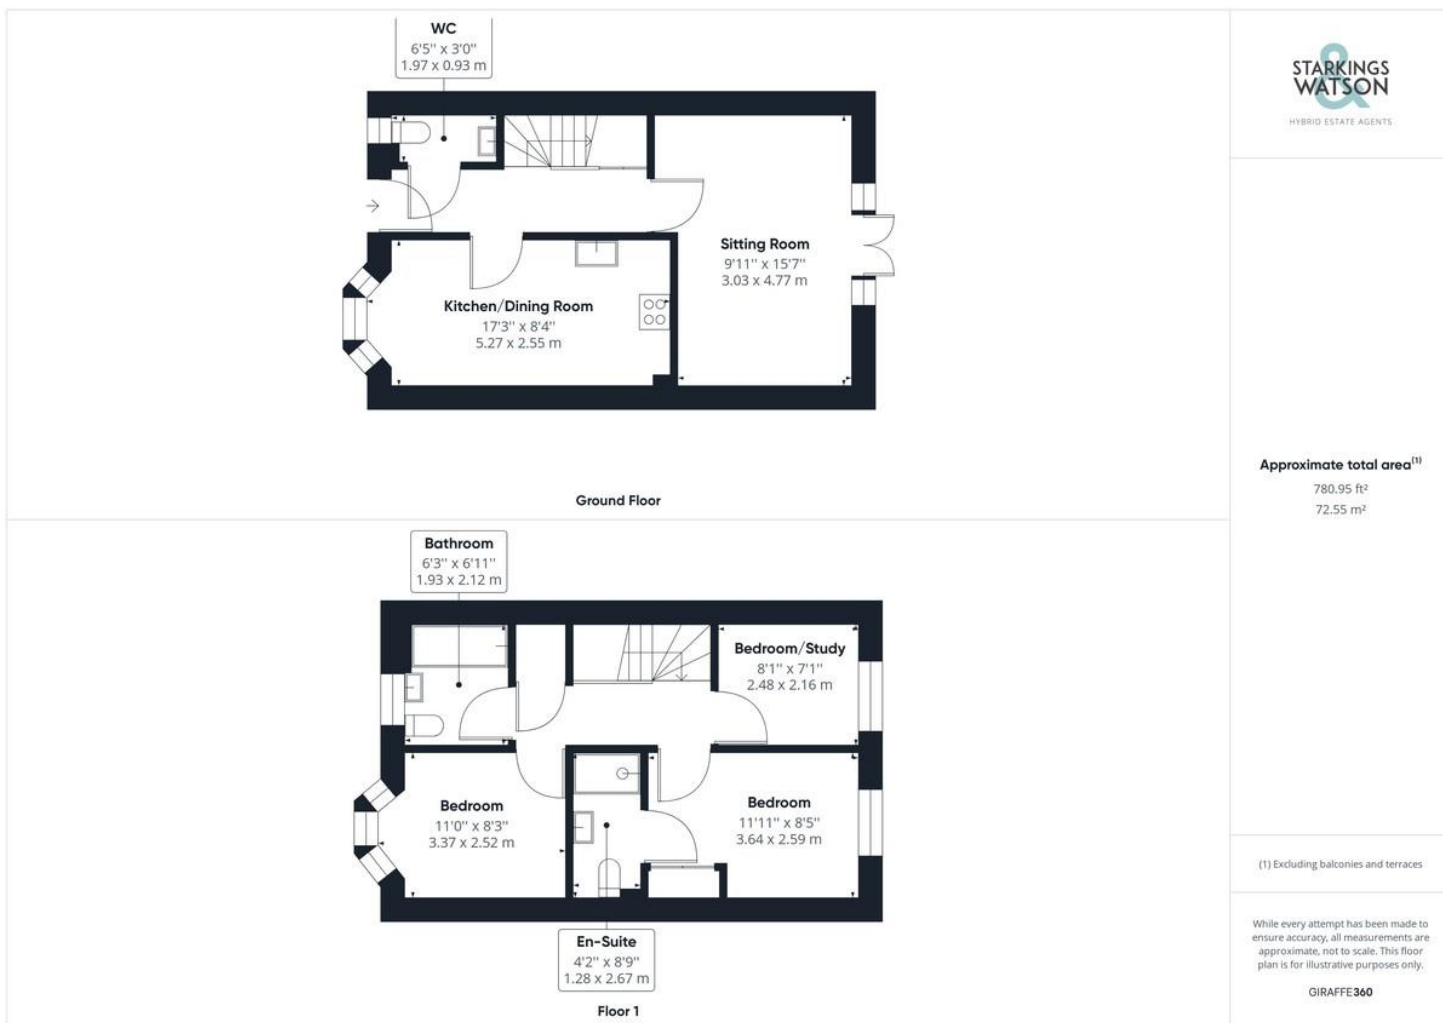 WC
6'5'' x 3'0''
1.97 x 0.93 m
Sitting Room
9'11'' x 15'7''
3.03 x 4.77 m
Kitchen/Dining Room
17'3'' x 8'4''
5.27 x 2.55 m
Ground Floor
Bathroom
6'3'' x 6'11''
1.93 x 2.12 m
Bedroom/Study
8'1'' x 7'1''
2.48 x 2.16 m
Bedroom
11'0'' x 8'3''
3.37 x 2.52 m
Bedroom
11'11'' x 8'5''
3.64 x 2.59 m
En-Suite
4'2'' x 8'9''
1.28 x 2.67 m
Floor 1
&
STARKINGS
WATSON
HYBRID ESTATE AGENTS
Approximate total area(1)
780.95 ft²
72.55 m²
(1) Excluding balconies and terraces
While every attempt has been made to
ensure accuracy, all measurements are
approximate, not to scale. This floor
plan is for illustrative purposes only.
GIRAFFE360